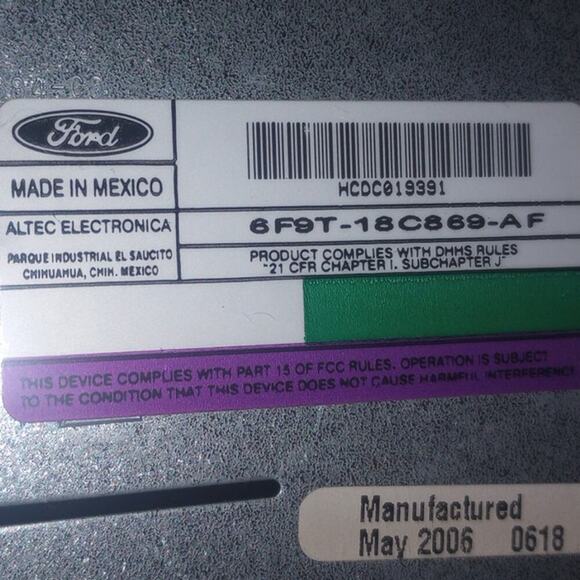 Ford
HCDC019391
MADE IN MEXICO
ALTEC ELECTRONICA
6F9T-18C869-AF
PARQUE INDUSTRIAL EL SAUCITO
CHIHUAHUA, CHIH. MEXICO
PRODUCT COMPLIES WITH DHHS RULES
"21 CFR CHAPTER I. SUBCHAPTER J"
THIS DEVICE COMPLIES WITH PART 15 OF FCC RULES. OPERATION IS SUBJECT
TO THE CONDITION THAT THIS DEVICE DOES NOT CAUSE HARMFUL INTERFERENCE
Manufactured
May 2006 0618